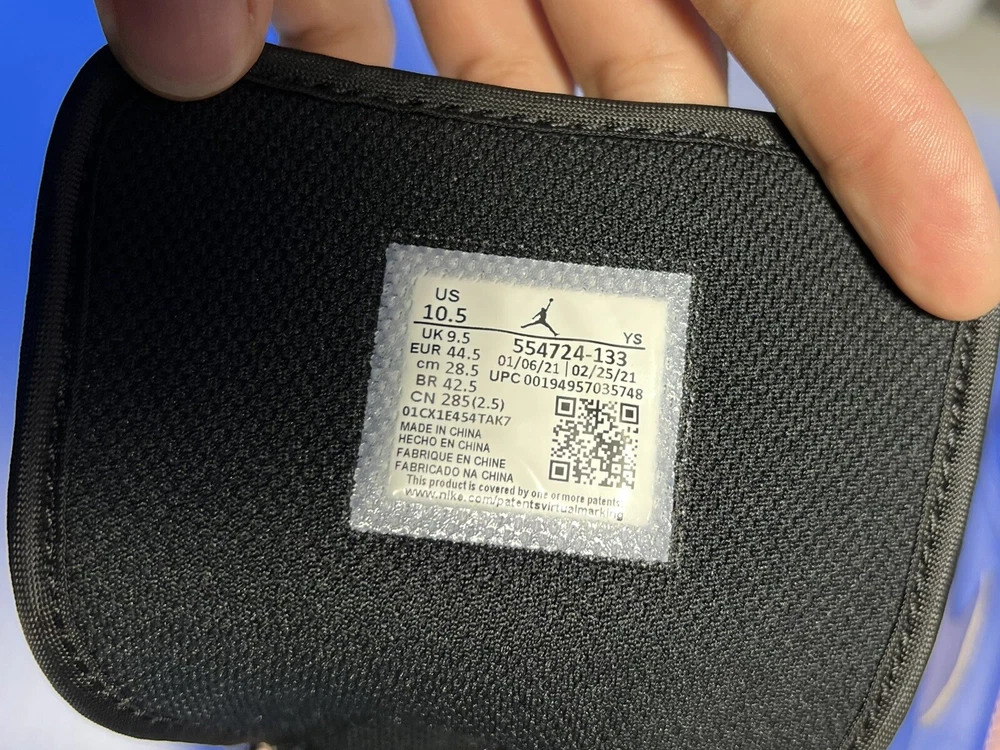 US
10.5
YS
UK 9.5
554724-133
EUR 44.5
01/06/21 | 02/25/21
cm 28.5
UPC 00194957035748
BR 42.5
CN 285(2.5)
01CX1E454TAK7
MADE IN CHINA
HECHO EN CHINA
FABRIQUE EN CHINE
FABRICADO NA CHINA
This product is covered by one or more patents
www.nike.com/patentsvirtualmarking